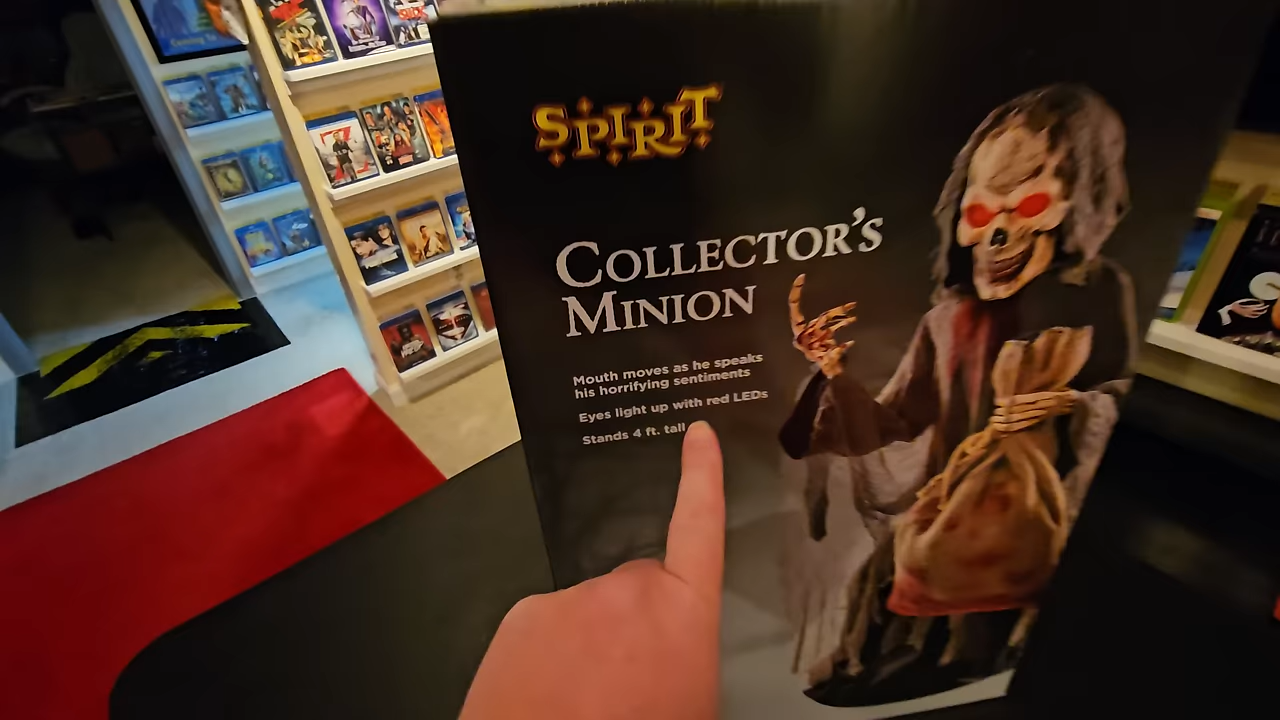 SPIRIT
COLLECTOR'S
MINION
Mouth moves as he speaks
his horrifying sentiments
Eyes light up with red LEDs
Stands 4 ft. tall